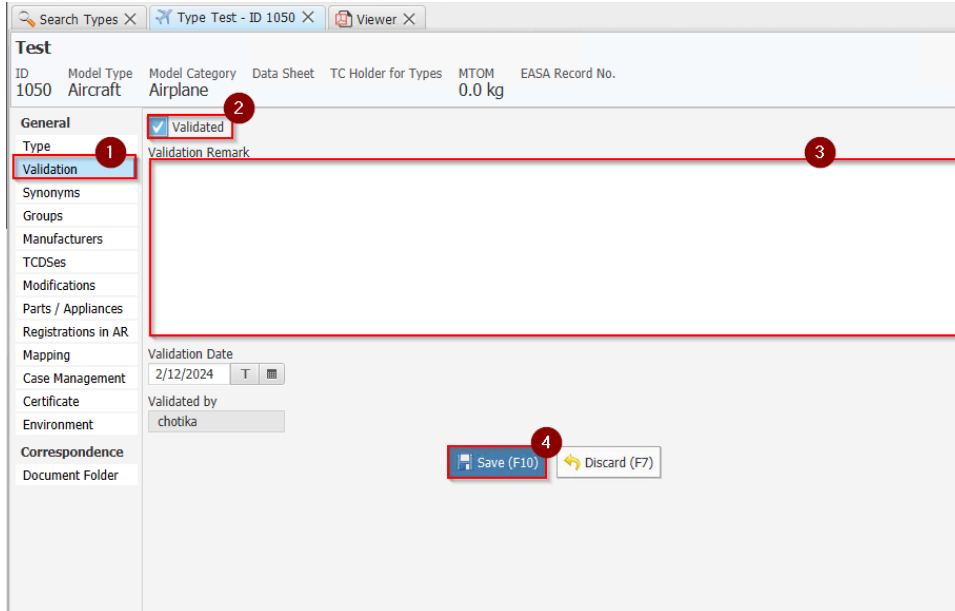 Search Types Type Test - ID 1050 Viewer
Test
ID Model Type Model Category Data Sheet TC Holder for Types MTOM EASA Record No.
1050 Aircraft Airplane 0.0 kg
2
General
Validated
Type
1
Validation Remark
3
Validation
Synonyms
Groups
Manufacturers
TCDSes
Modifications
Parts / Appliances
Registrations in AR
Mapping
Validation Date
Case Management
2/12/2024 T
Certificate
Validated by
Environment
chotika
4
Correspondence
Save (F10) Discard (F7)
Document Folder